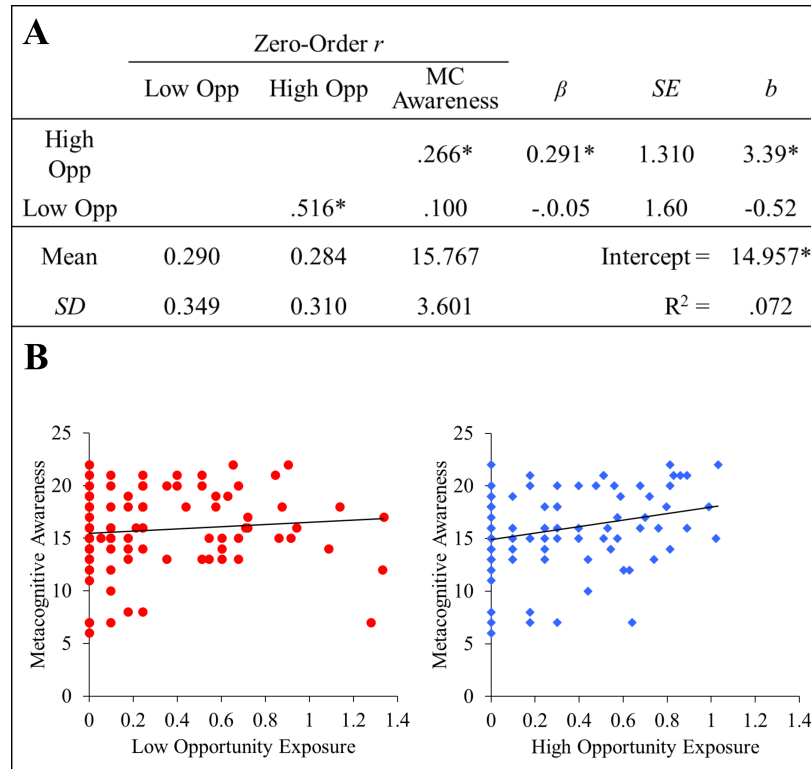 A
Zero-Order r
Low Opp High Opp MC Awareness β SE b
High Opp .266* 0.291* 1.310 3.39*
Low Opp .516* .100 -.0.05 1.60 -0.52
Mean 0.290 0.284 15.767 Intercept = 14.957*
SD 0.349 0.310 3.601 R² = .072
B
Metacognitive Awareness
25
20
15
10
5
0
0 0.2 0.4 0.6 0.8 1 1.2 1.4
Low Opportunity Exposure
Metacognitive Awareness
25
20
15
10
5
0
0 0.2 0.4 0.6 0.8 1 1.2 1.4
High Opportunity Exposure